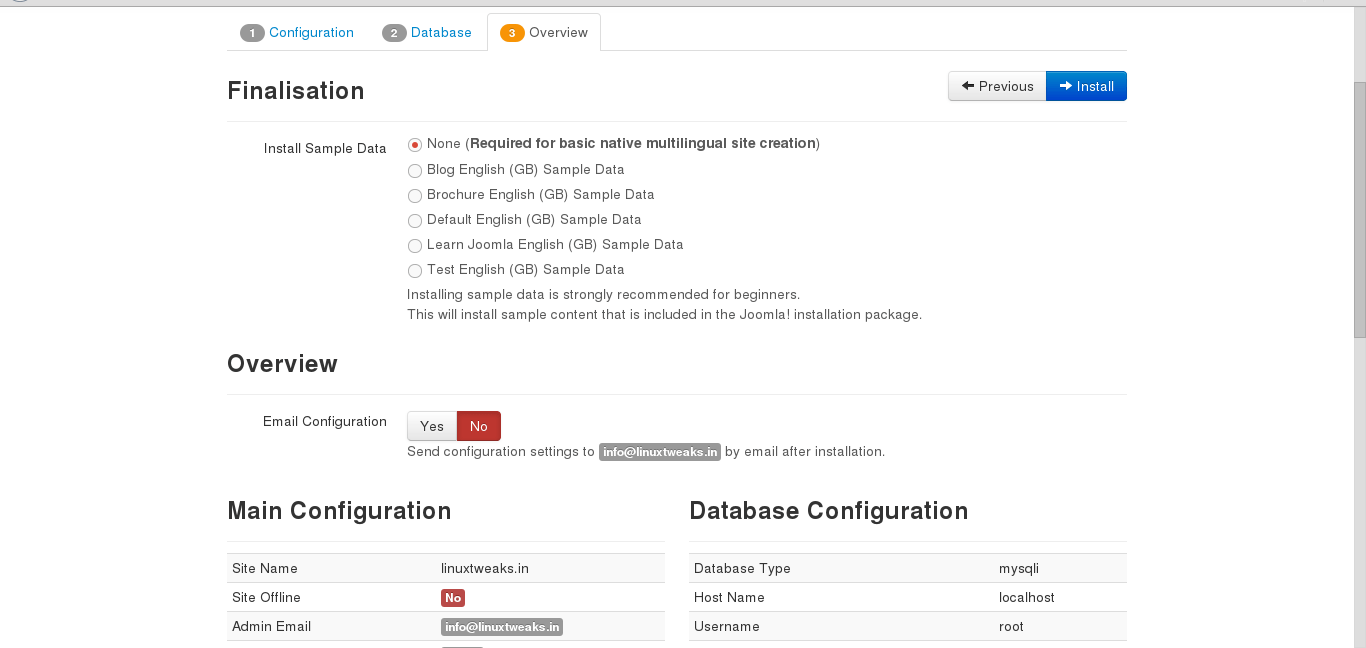 1 Configuration 2 Database 3 Overview
Finalisation
Previous Install
Install Sample Data
None (Required for basic native multilingual site creation)
Blog English (GB) Sample Data
Brochure English (GB) Sample Data
Default English (GB) Sample Data
Learn Joomla English (GB) Sample Data
Test English (GB) Sample Data
Installing sample data is strongly recommended for beginners.
This will install sample content that is included in the Joomla! installation package.
Overview
Email Configuration Yes No
Send configuration settings to info@linuxtweaks.in by email after installation.
Main Configuration
Site Name linuxtweaks.in
Site Offline No
Admin Email info@linuxtweaks.in
Database Configuration
Database Type mysqli
Host Name localhost
Username root